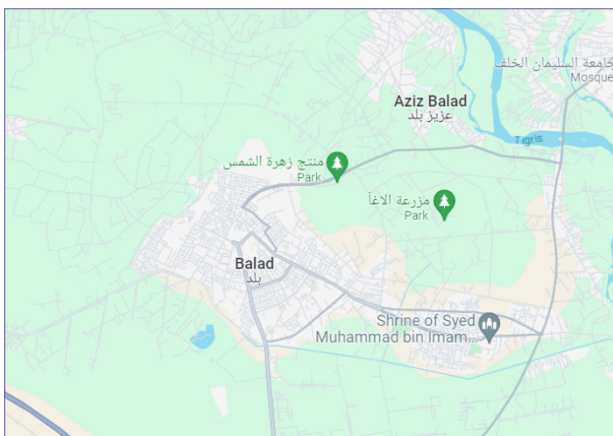 جامعة السليمان الخلف
Mosque
Aziz Balad
عزيز بلد
Tigris
منتج زهرة الشمس
Park
مزرعة الاغآ
Park
Balad
بلد
Shrine of Syed
Muhammad bin Imam...